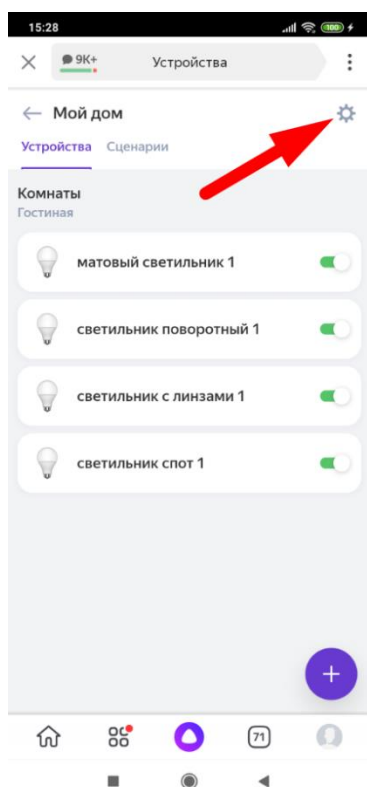 15:28
100
9K+ Устройства
Мой дом
Устройства Сценарии
Комнаты
Гостиная
матовый светильник 1
светильник поворотный 1
светильник с линзами 1
светильник спот 1
71